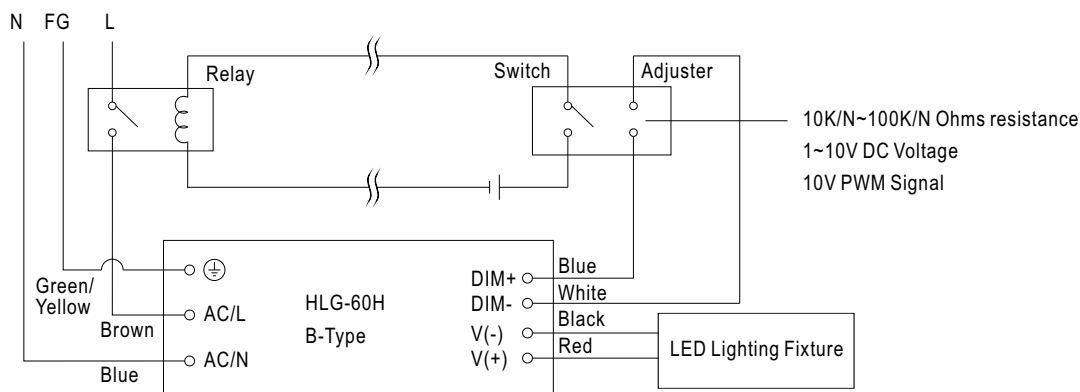 N FG L
Relay
Switch
Adjuster
10K/N~100K/N Ohms resistance
1~10V DC Voltage
10V PWM Signal
Green/
Yellow
Brown
Blue
AC/L
AC/N
HLG-60H
B-Type
DIM+
DIM-
V(-)
V(+)
Blue
White
Black
Red
LED Lighting Fixture